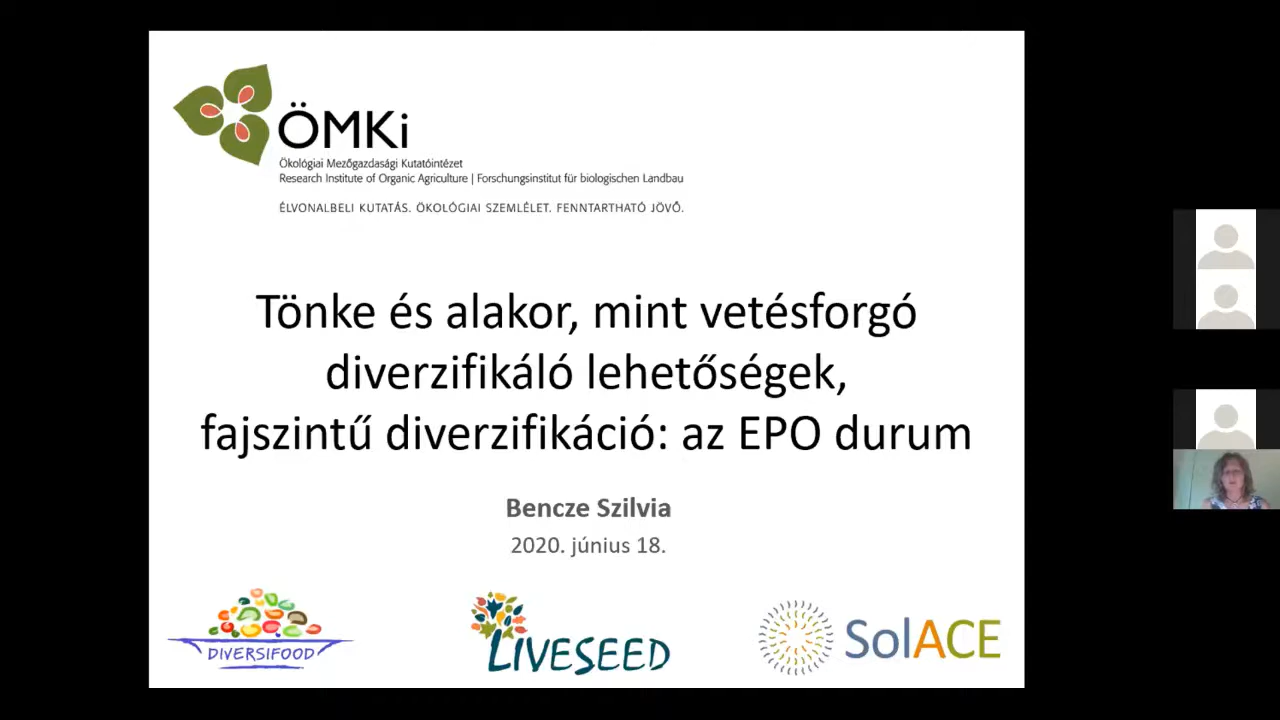 ÖMKi
Ökológiai Mezőgazdasági Kutatóintézet
Research Institute of Organic Agriculture | Forschungsinstitut für biologischen Landbau
ÉLVONALBELI KUTATÁS. ÖKOLÓGIAI SZEMLÉLET. FENNTARTHATÓ JÖVŐ.
Tönke és alakor, mint vetésforgó
diverzifikáló lehetőségek,
fajszintű diverzifikáció: az EPO durum
Bencze Szilvia
2020. június 18.
DIVERSIFOOD
LIVESEED
SolACE